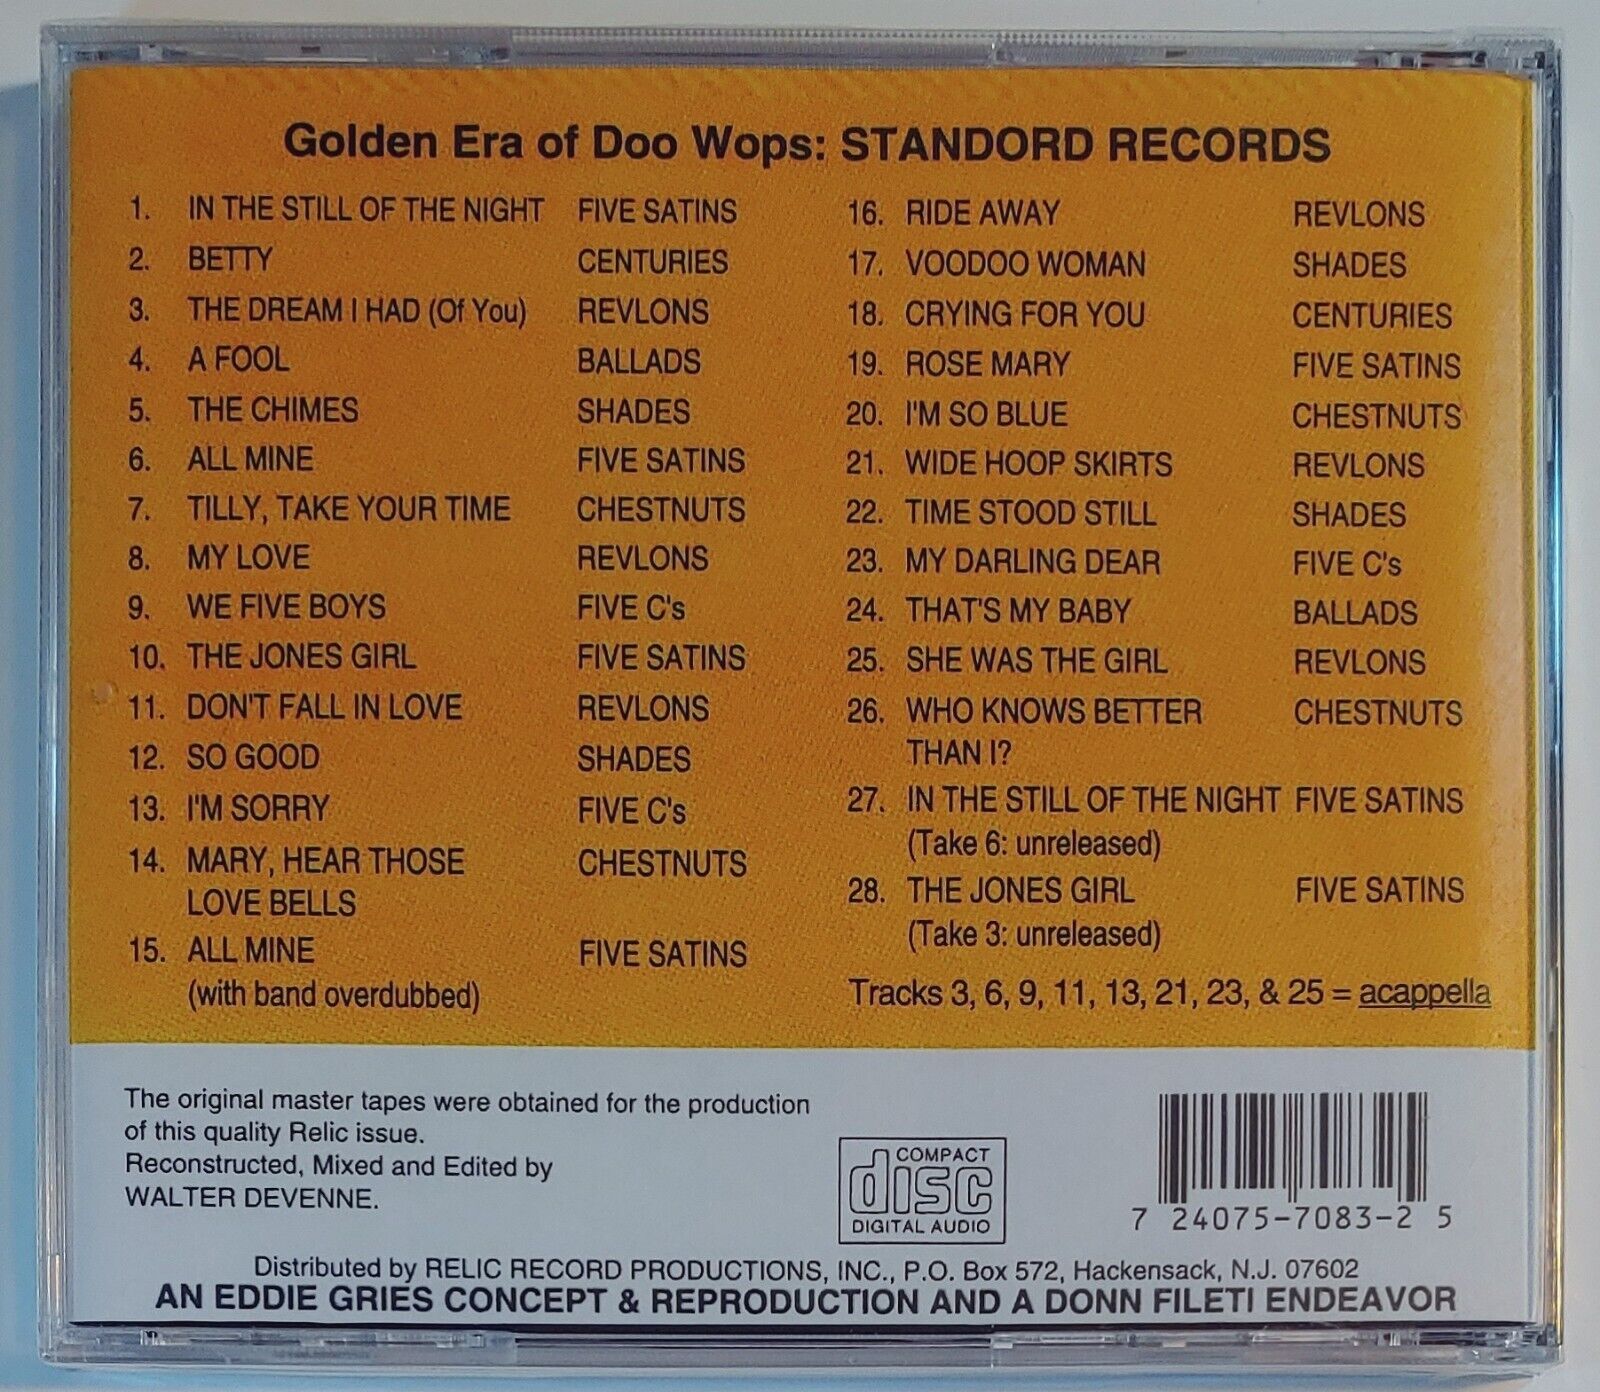 Golden Era of Doo Wops: STANDORD RECORDS
1. IN THE STILL OF THE NIGHT FIVE SATINS
2. BETTY CENTURIES
3. THE DREAM I HAD (Of You) REVLONS
4. A FOOL BALLADS
5. THE CHIMES SHADES
6. ALL MINE FIVE SATINS
7. TILLY, TAKE YOUR TIME CHESTNUTS
8. MY LOVE REVLONS
9. WE FIVE BOYS FIVE C's
10. THE JONES GIRL FIVE SATINS
11. DON'T FALL IN LOVE REVLONS
12. SO GOOD SHADES
13. I'M SORRY FIVE C's
14. MARY, HEAR THOSE CHESTNUTS
LOVE BELLS
15. ALL MINE FIVE SATINS
(with band overdubbed)
16. RIDE AWAY REVLONS
17. VOODOO WOMAN SHADES
18. CRYING FOR YOU CENTURIES
19. ROSE MARY FIVE SATINS
20. I'M SO BLUE CHESTNUTS
21. WIDE HOOP SKIRTS REVLONS
22. TIME STOOD STILL SHADES
23. MY DARLING DEAR FIVE C's
24. THAT'S MY BABY BALLADS
25. SHE WAS THE GIRL REVLONS
26. WHO KNOWS BETTER CHESTNUTS
THAN I?
27. IN THE STILL OF THE NIGHT FIVE SATINS
(Take 6: unreleased)
28. THE JONES GIRL FIVE SATINS
(Take 3: unreleased)
Tracks 3, 6, 9, 11, 13, 21, 23, & 25 = acappella
The original master tapes were obtained for the production
of this quality Relic issue.
Reconstructed, Mixed and Edited by
WALTER DEVENNE.
COMPACT
disc
DIGITAL AUDIO
7 24075-7083-2 5
Distributed by RELIC RECORD PRODUCTIONS, INC., P.O. Box 572, Hackensack, N.J. 07602
AN EDDIE GRIES CONCEPT & REPRODUCTION AND A DONN FILETI ENDEAVOR